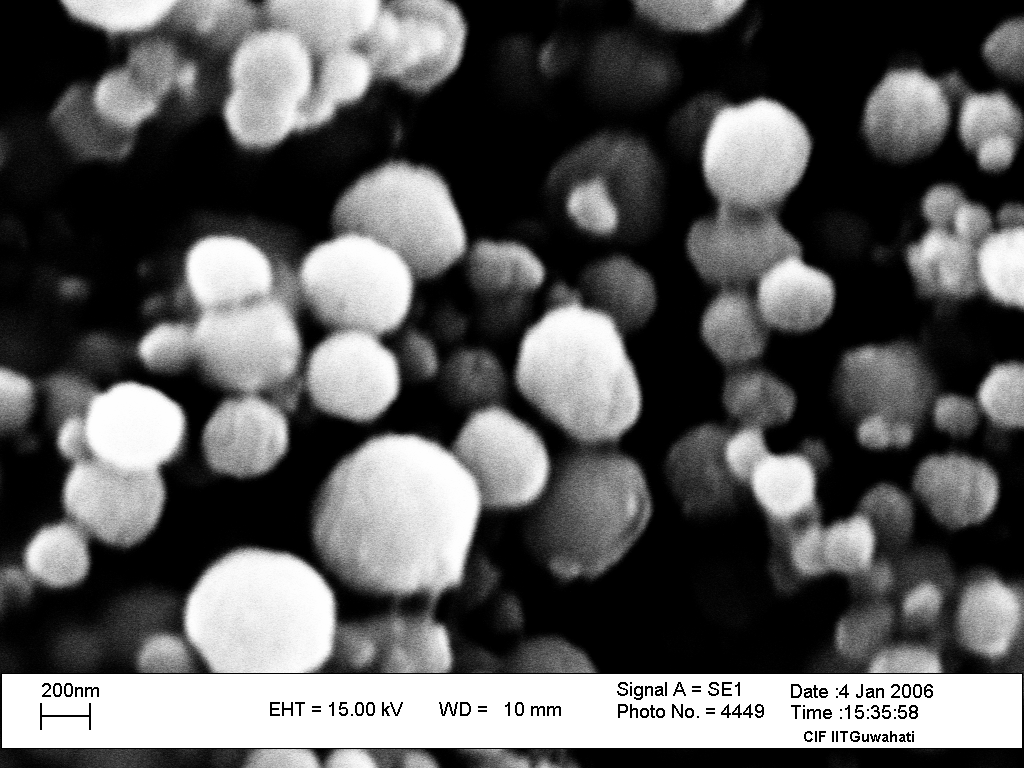 200nm
EHT = 15.00 kV
WD = 10 mm
Signal A = SE1
Photo No. = 4449
Date :4 Jan 2006
Time :15:35:58
CIF IITGuwahati